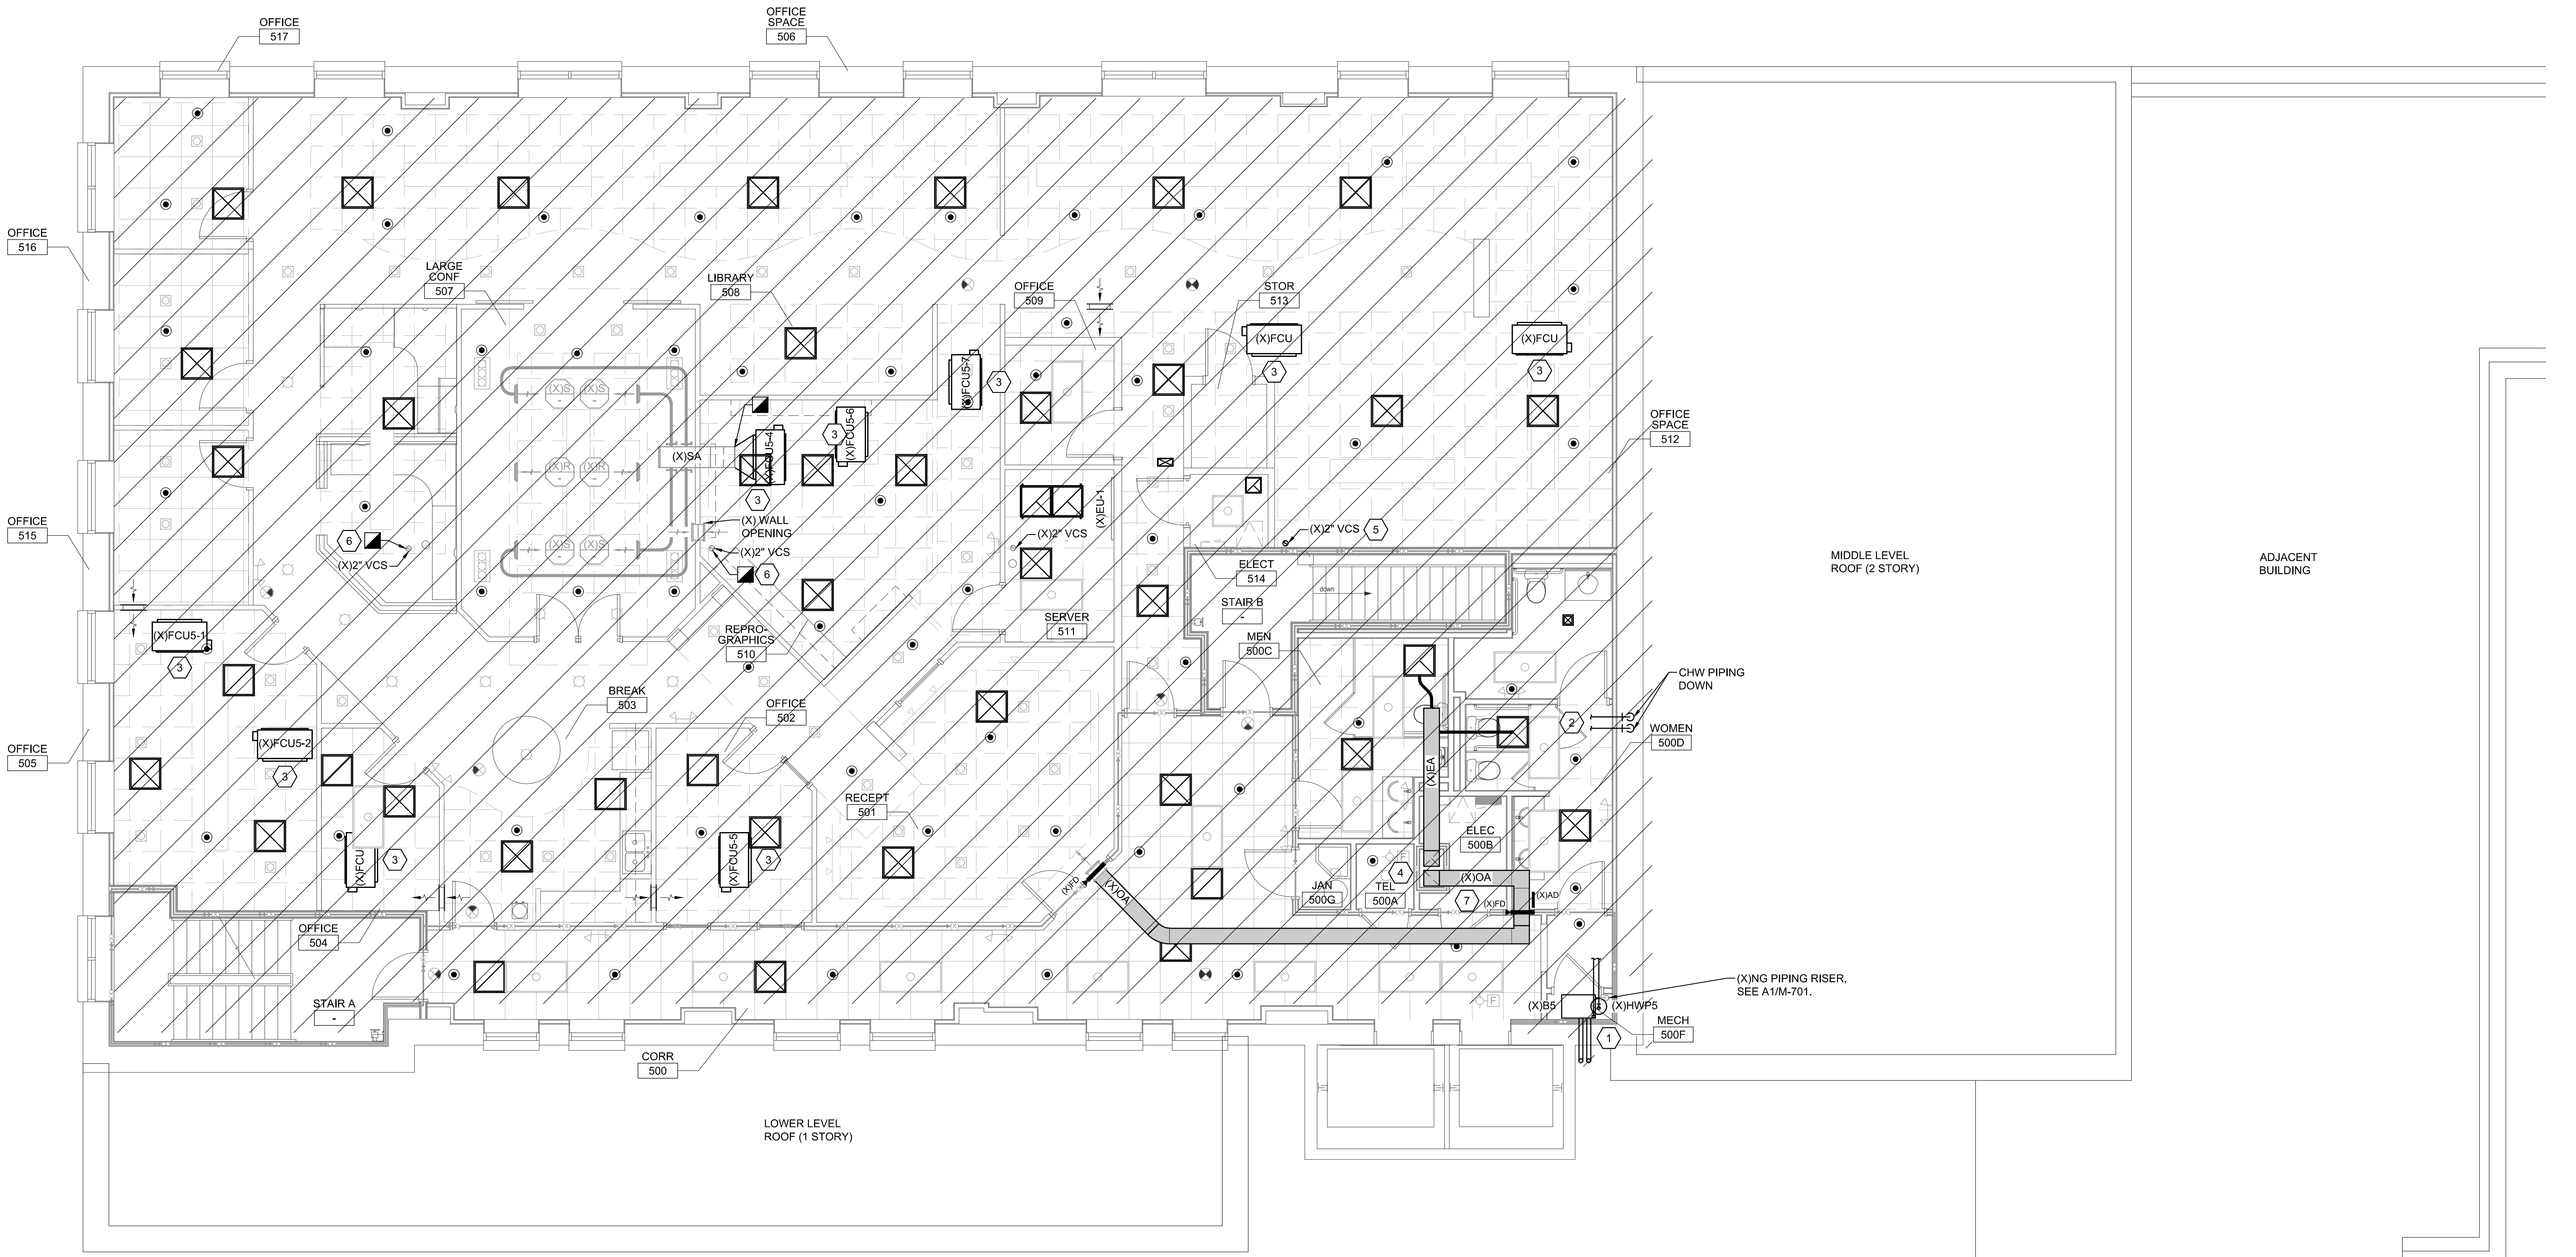 OFFICE
517
OFFICE
SPACE
506
OFFICE
516
LARGE
CONF
507
LIBRARY
508
OFFICE
509
STOR
513
(X)FCU
3
(X)FCU
3
(X)FCU5-7
3
(X)S
-
(X)S
-
(X)FCU5-6
3
(X)FCU5-4
3
(X)SA
(X)R
-
(X)R
-
(X)S
-
(X)S
-
OFFICE
SPACE
512
(X)EU-1
(X) WALL
OPENING
(X)2" VCS
6
(X)2" VCS
6
(X)2" VCS
(X)2" VCS
5
OFFICE
515
ELECT
514
STAIR B
-
down
MIDDLE LEVEL
ROOF (2 STORY)
ADJACENT
BUILDING
SERVER
511
MEN
500C
REPRO-
GRAPHICS
510
(X)FCU5-1
3
BREAK
503
OFFICE
502
CHW PIPING
DOWN
2
WOMEN
500D
OFFICE
505
(X)FCU5-2
3
(X)EA
RECEPT
501
ELEC
500B
(X)FCU
3
(X)FCU5-5
3
F
4
(X)FD
(X)OA
JAN
500G
TEL
500A
(X)OA
7
(X)FD
(X)AD
OFFICE
504
STAIR A
-
F
(X)NG PIPING RISER,
SEE A1/M-701.
(X)B5
(X)HWP5
MECH
500F
1
CORR
500
LOWER LEVEL
ROOF (1 STORY)